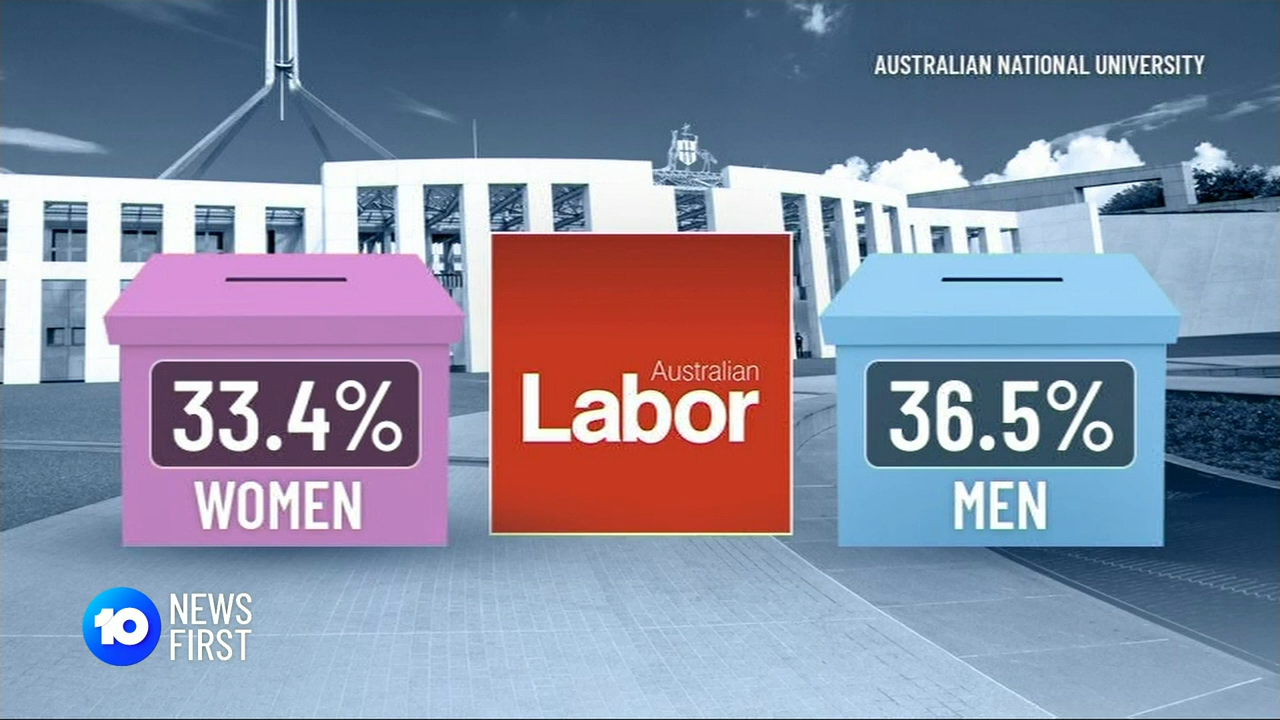 AUSTRALIAN NATIONAL UNIVERSITY
33.4%
WOMEN
Australian
Labor
36.5%
MEN
10
NEWS
FIRST